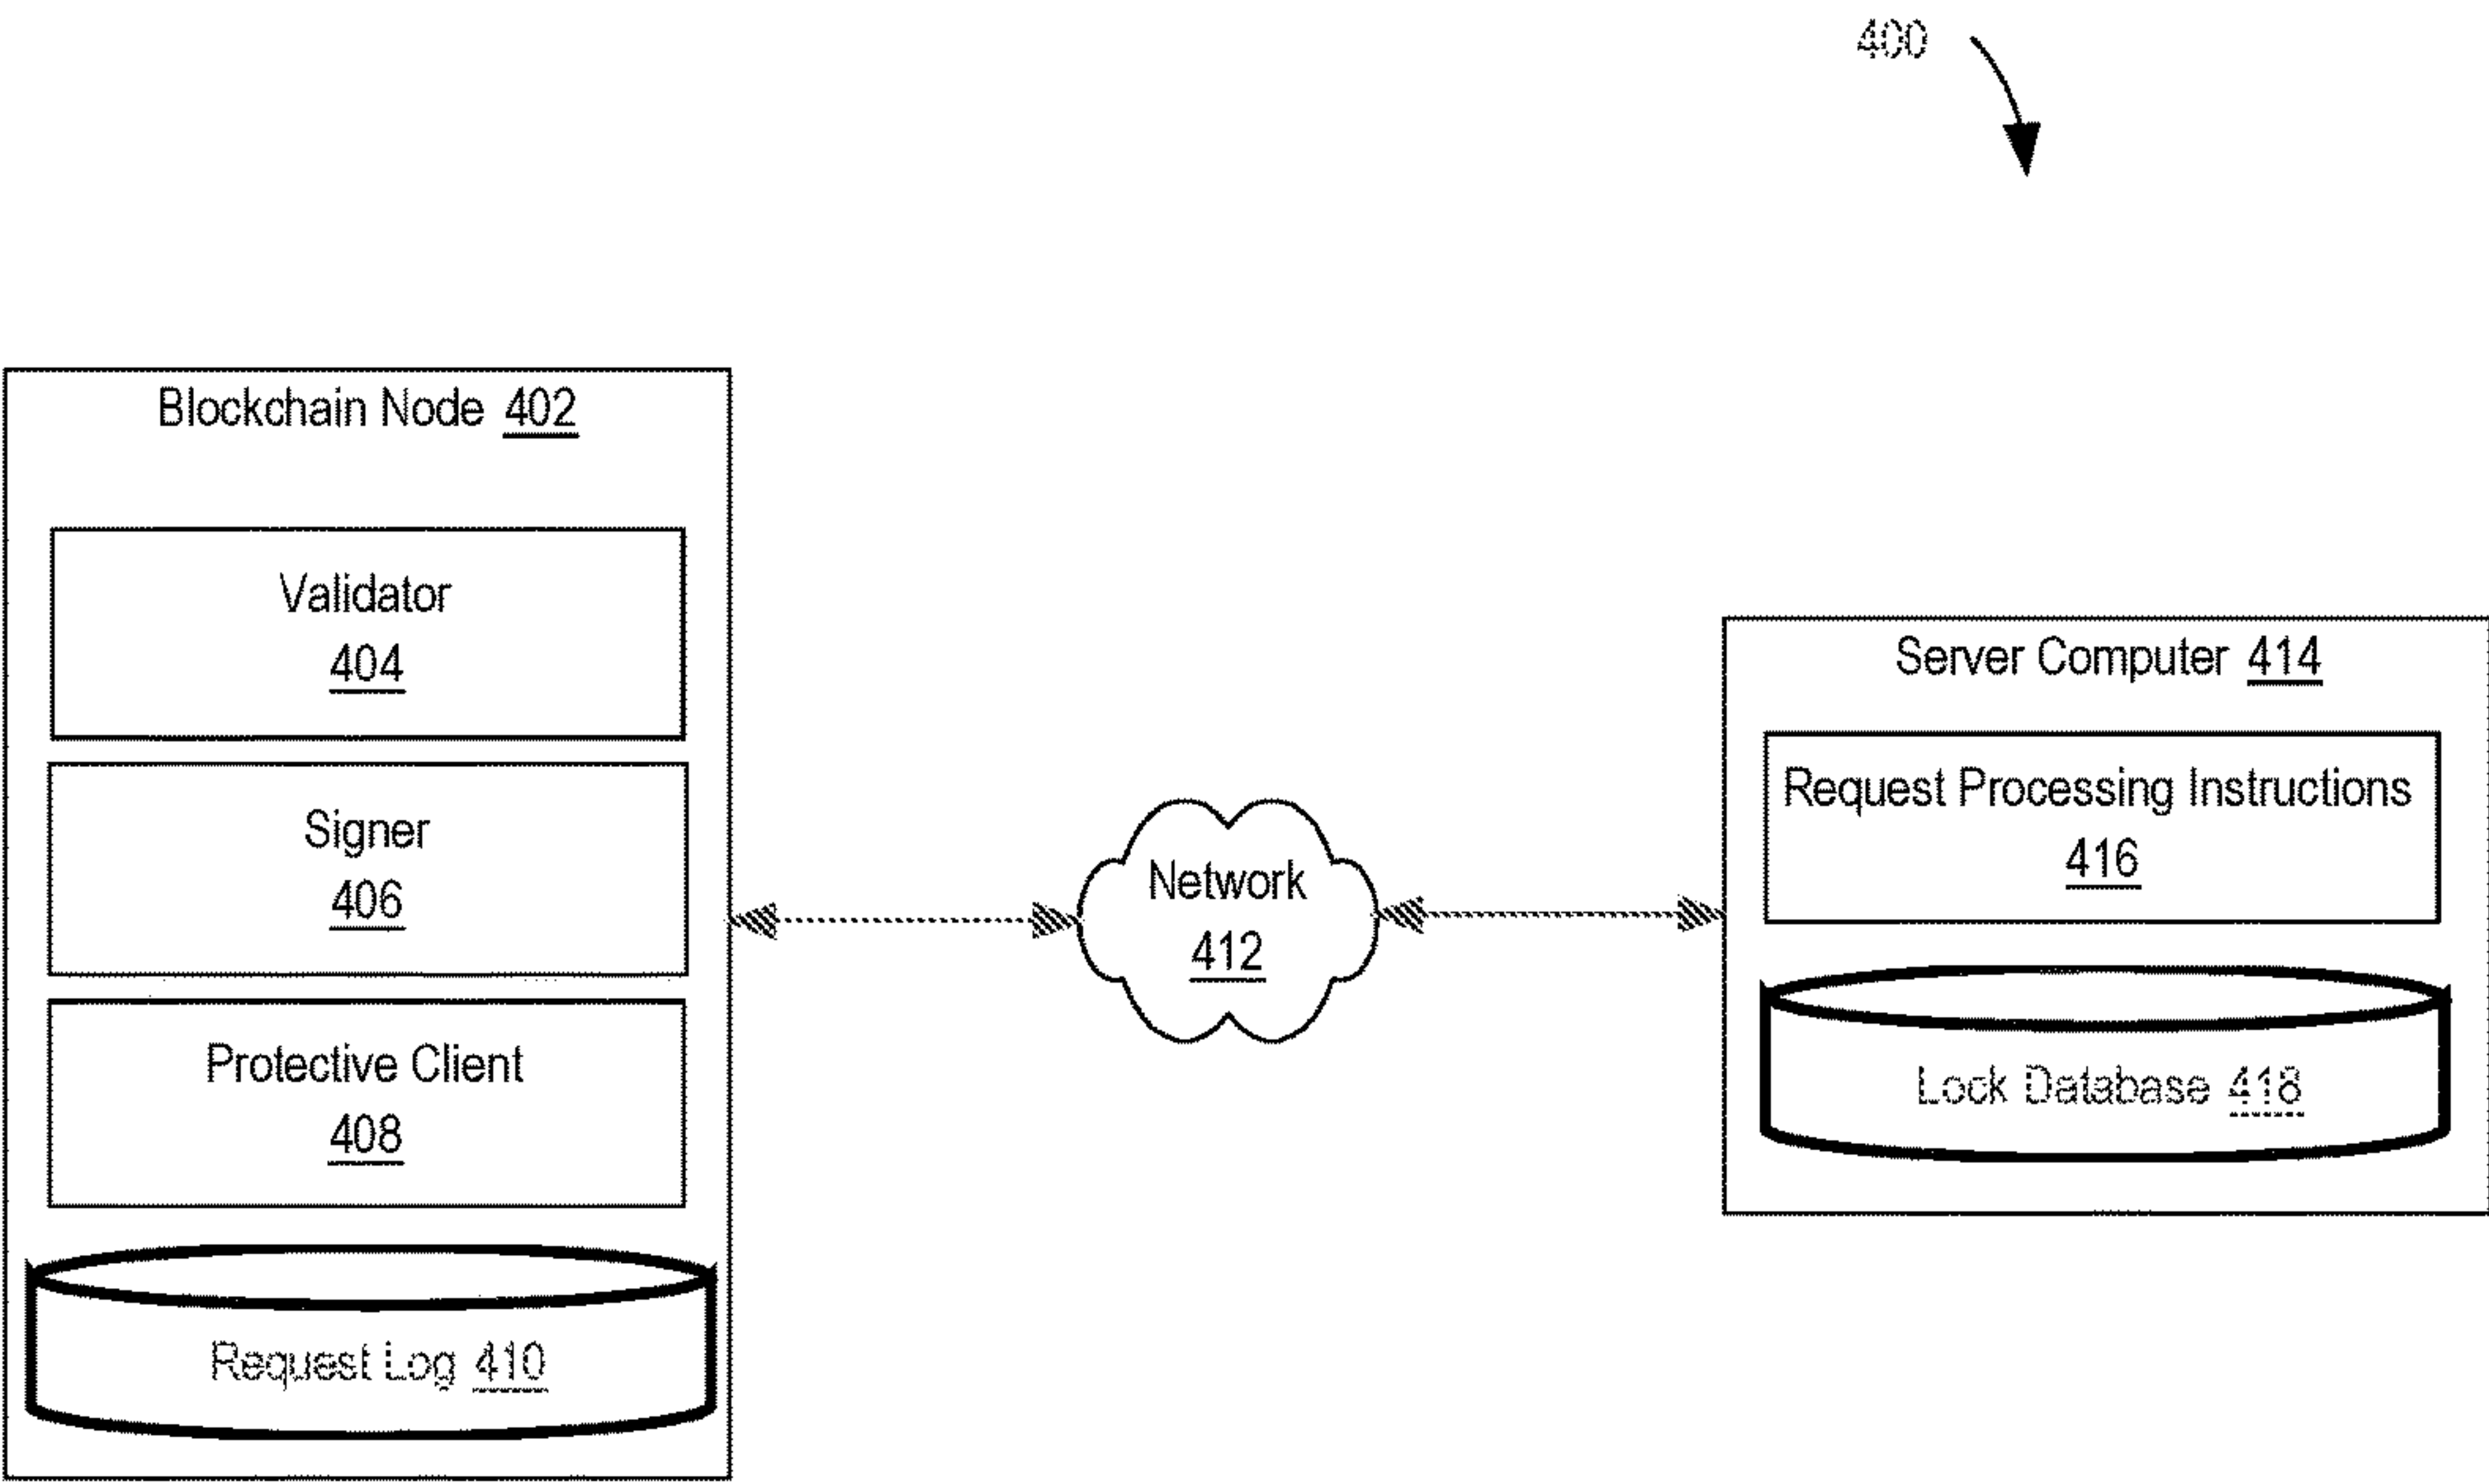 400
Blockchain Node 402
Validator
404
Signer
406
Protective Client
408
Request Log 410
Network
412
Server Computer 414
Request Processing Instructions
416
Lock Database 418